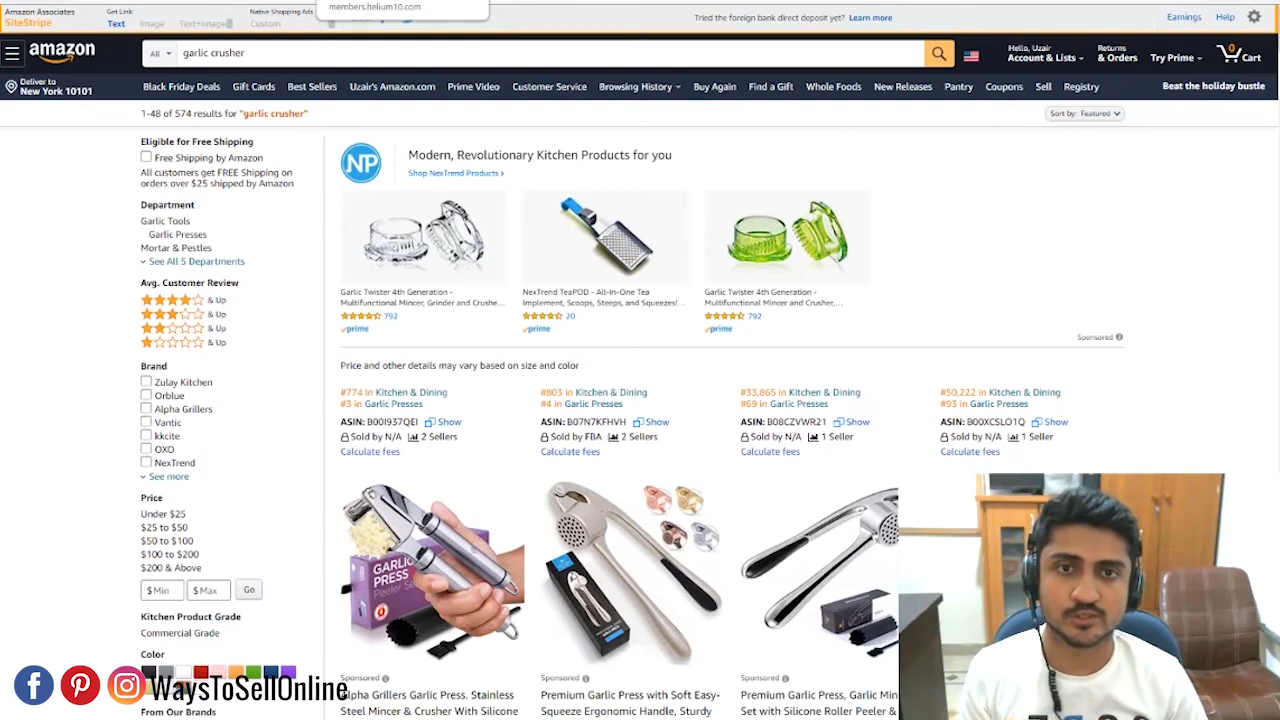 members.helium10.com
Amazon Associates
SiteStripe
Get Link:
Text
Image
Text+Image
Native Shopping Ads
Custom
Tried the foreign bank direct deposit yet? Learn more
Earnings
Help
amazon
All
garlic crusher
Hello, Uzair
Account & Lists
Returns
& Orders
Try Prime
0
Cart
Deliver to
New York 10101
Black Friday Deals
Gift Cards
Best Sellers
Uzair's Amazon.com
Prime Video
Customer Service
Browsing History
Buy Again
Find a Gift
Whole Foods
New Releases
Pantry
Coupons
Sell
Registry
Beat the holiday bustle
1-48 of 574 results for "garlic crusher"
Sort by: Featured
Eligible for Free Shipping
Free Shipping by Amazon
All customers get FREE Shipping on
orders over $25 shipped by Amazon
Department
Garlic Tools
Garlic Presses
Mortar & Pestles
See All 5 Departments
Avg. Customer Review
& Up
& Up
& Up
& Up
Brand
Zulay Kitchen
Orblue
Alpha Grillers
Vantic
kkcite
OXO
NexTrend
See more
Price
Under $25
$25 to $50
$50 to $100
$100 to $200
$200 & Above
$ Min
$ Max
Go
Kitchen Product Grade
Commercial Grade
Color
From Our Brands
NP
Modern, Revolutionary Kitchen Products for you
Shop NexTrend Products ›
Garlic Twister 4th Generation -
Multifunctional Mincer, Grinder and Crushe...
792
prime
NexTrend TeaPOD - All-In-One Tea
Implement, Scoops, Steeps, and Squeezes!...
20
prime
Garlic Twister 4th Generation -
Multifunctional Mincer and Crusher,...
792
prime
Sponsored
Price and other details may vary based on size and color
#774 in Kitchen & Dining
#3 in Garlic Presses
ASIN: B00I937QEI Show
Sold by N/A 2 Sellers
Calculate fees
#803 in Kitchen & Dining
#4 in Garlic Presses
ASIN: B07N7KFHVH Show
Sold by FBA 2 Sellers
Calculate fees
#33,865 in Kitchen & Dining
#69 in Garlic Presses
ASIN: B08CZVWR21 Show
Sold by N/A 1 Seller
Calculate fees
#50,222 in Kitchen & Dining
#93 in Garlic Presses
ASIN: B00XCSLO1Q Show
Sold by N/A 1 Seller
Calculate fees
GARLIC
PRESS
Sponsored
Alpha Grillers Garlic Press. Stainless
Steel Mincer & Crusher With Silicone
Sponsored
Premium Garlic Press with Soft Easy-
Squeeze Ergonomic Handle, Sturdy
Sponsored
Premium Garlic Press, Garlic Min
Set with Silicone Roller Peeler &
WaysToSellOnline